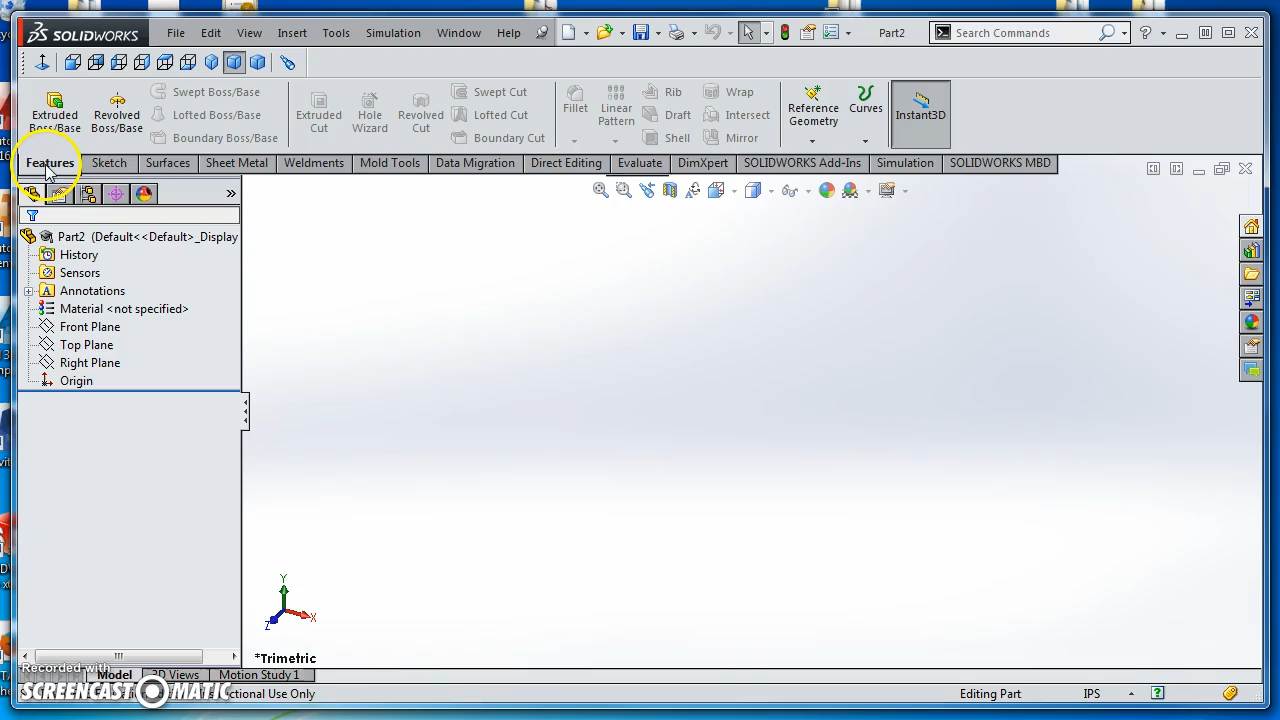 SOLIDWORKS File Edit View Insert Tools Simulation Window Help Part2 Search Commands
Extruded Boss/Base
Revolved Boss/Base
Swept Boss/Base
Lofted Boss/Base
Boundary Boss/Base
Extruded Cut
Hole Wizard
Revolved Cut
Swept Cut
Lofted Cut
Boundary Cut
Fillet
Linear Pattern
Rib
Draft
Shell
Wrap
Intersect
Mirror
Reference Geometry
Curves
Instant3D
Features Sketch Surfaces Sheet Metal Weldments Mold Tools Data Migration Direct Editing Evaluate DimXpert SOLIDWORKS Add-Ins Simulation SOLIDWORKS MBD
Part2 (Default<<Default>_Display
History
Sensors
Annotations
Material <not specified>
Front Plane
Top Plane
Right Plane
Origin
Y
X
Z
*Trimetric
Recorded with
SCREENCAST MATIC
Model 3D Views Motion Study 1
Use Only
Editing Part IPS